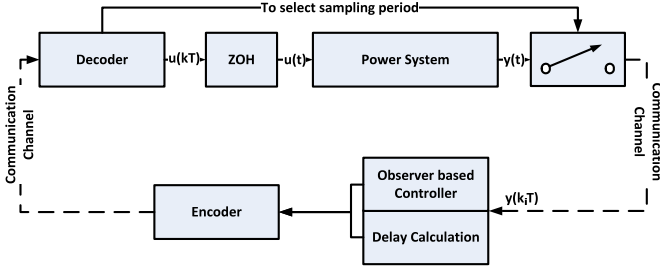 To select sampling period
Decoder
u(kT)
ZOH
u(t)
Power System
y(t)
Communication
Channel
Communication
Channel
Observer based
Controller
Delay Calculation
y(kᵢT)
Encoder